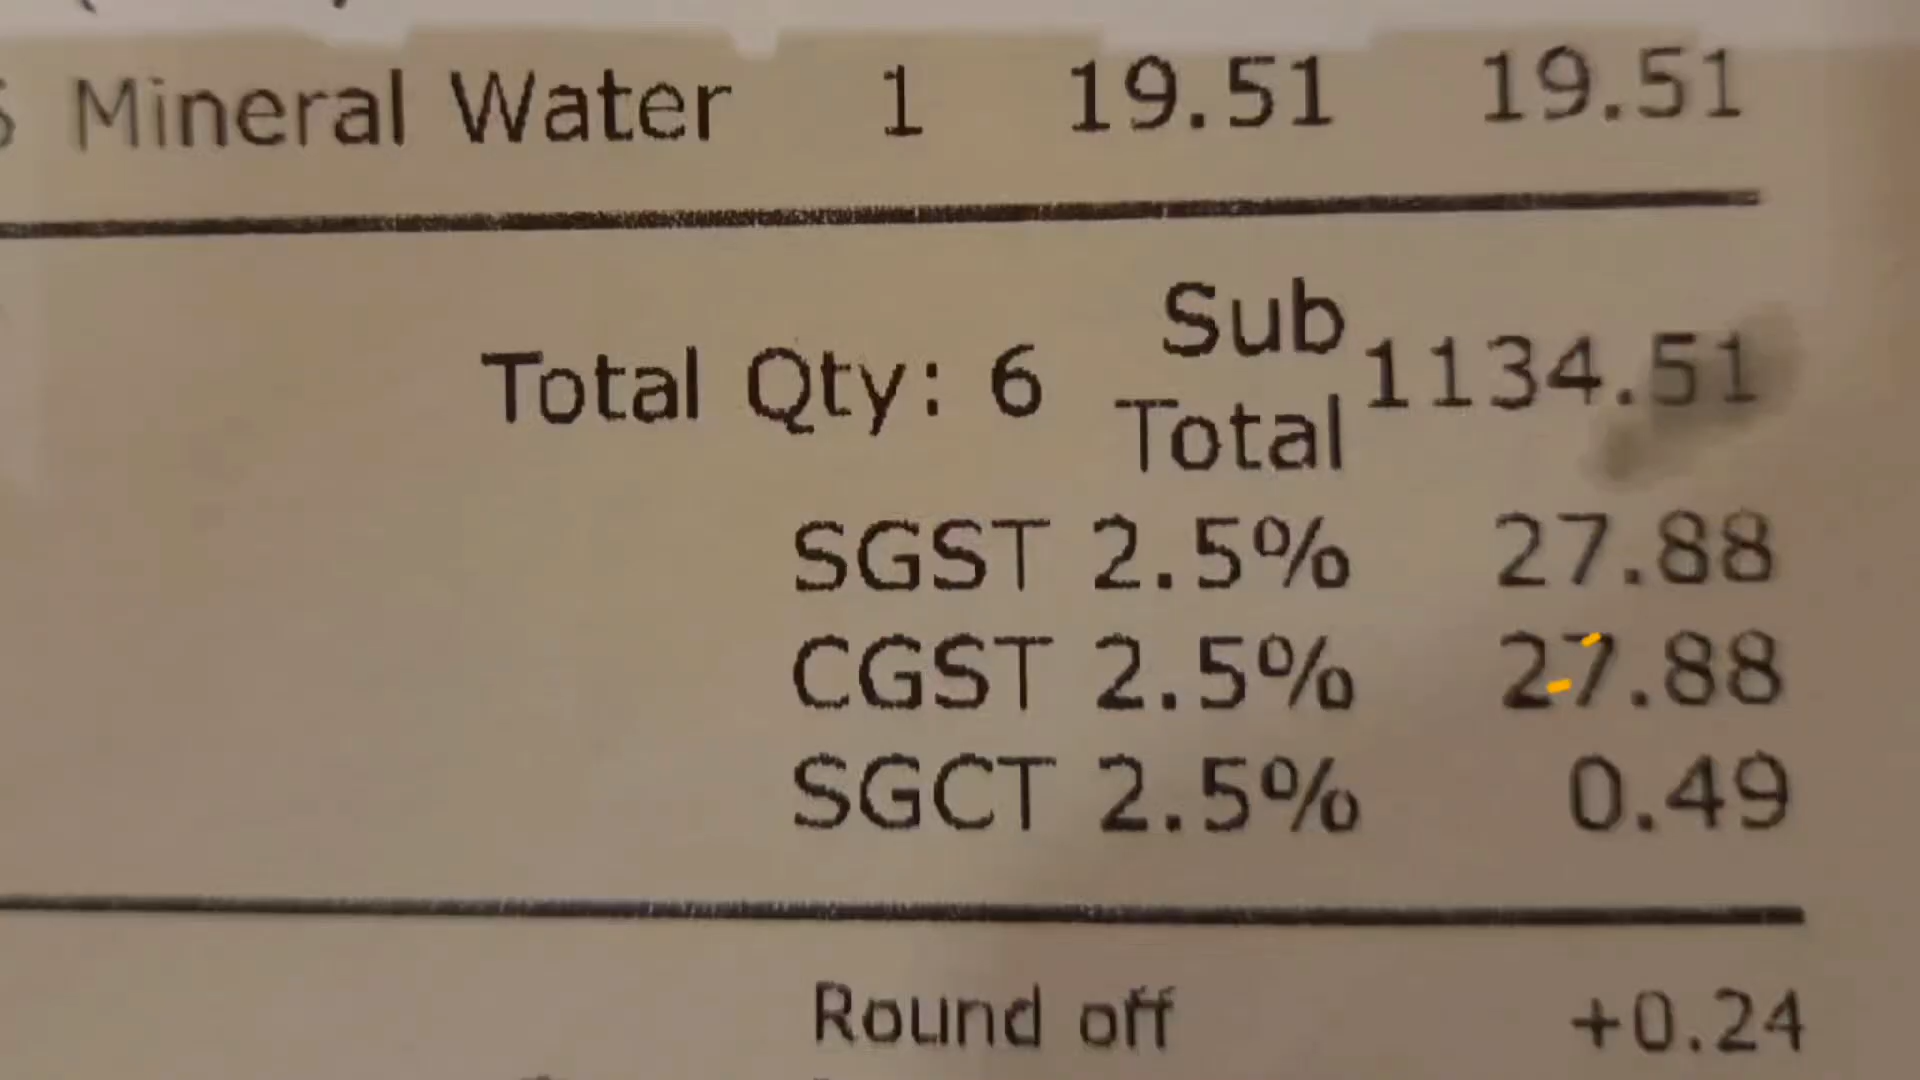 Mineral Water 1 19.51 19.51
Total Qty: 6 Sub Total 1134.51
SGST 2.5% 27.88
CGST 2.5% 27.88
SGCT 2.5% 0.49
Round off +0.24